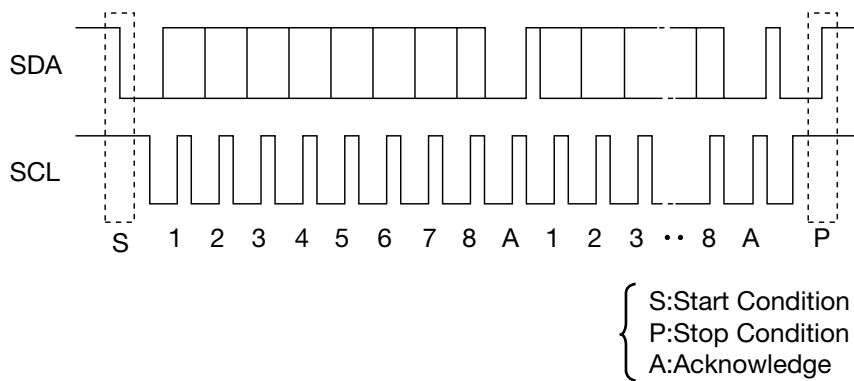 SDA
SCL
S 1 2 3 4 5 6 7 8 A 1 2 3 ·· 8 A P
S:Start Condition
P:Stop Condition
A:Acknowledge